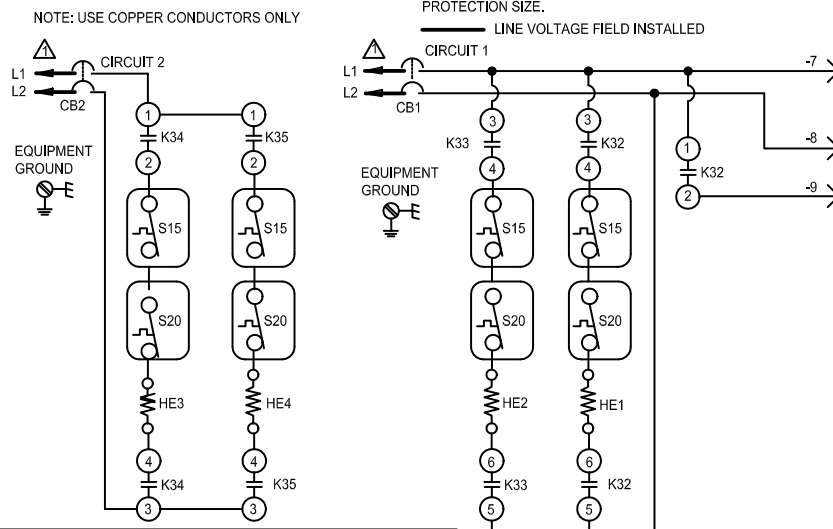 NOTE: USE COPPER CONDUCTORS ONLY
PROTECTION SIZE.
LINE VOLTAGE FIELD INSTALLED
1
CIRCUIT 2
L1
L2
CB2
1
1
K34
K35
2
2
EQUIPMENT
GROUND
S15
S15
S20
S20
HE3
HE4
4
4
K34
K35
3
3
1
CIRCUIT 1
L1
L2
CB1
-7
3
3
K33
K32
4
4
1
-8
K32
2
-9
EQUIPMENT
GROUND
S15
S15
S20
S20
HE2
HE1
6
6
K33
K32
5
5